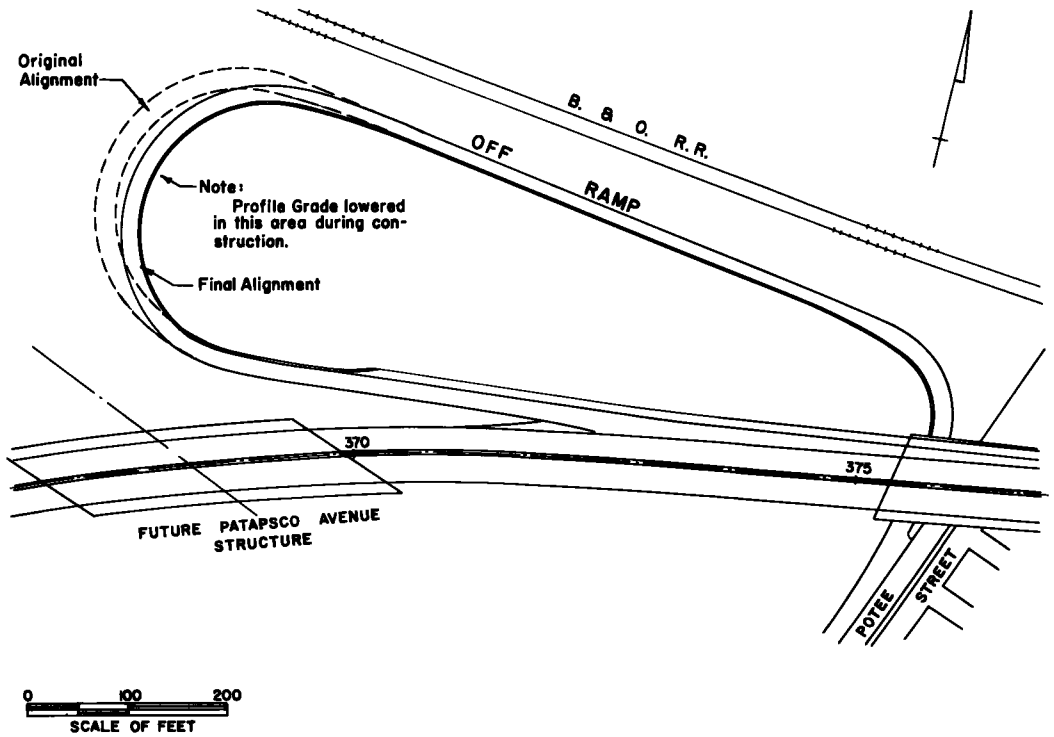 Original
Alignment
B. & O. R.R.
OFF RAMP
Note:
Profile Grade lowered
in this area during con-
struction.
Final Alignment
370
375
FUTURE PATAPSCO AVENUE
STRUCTURE
POTEE STREET
0 100 200
SCALE OF FEET